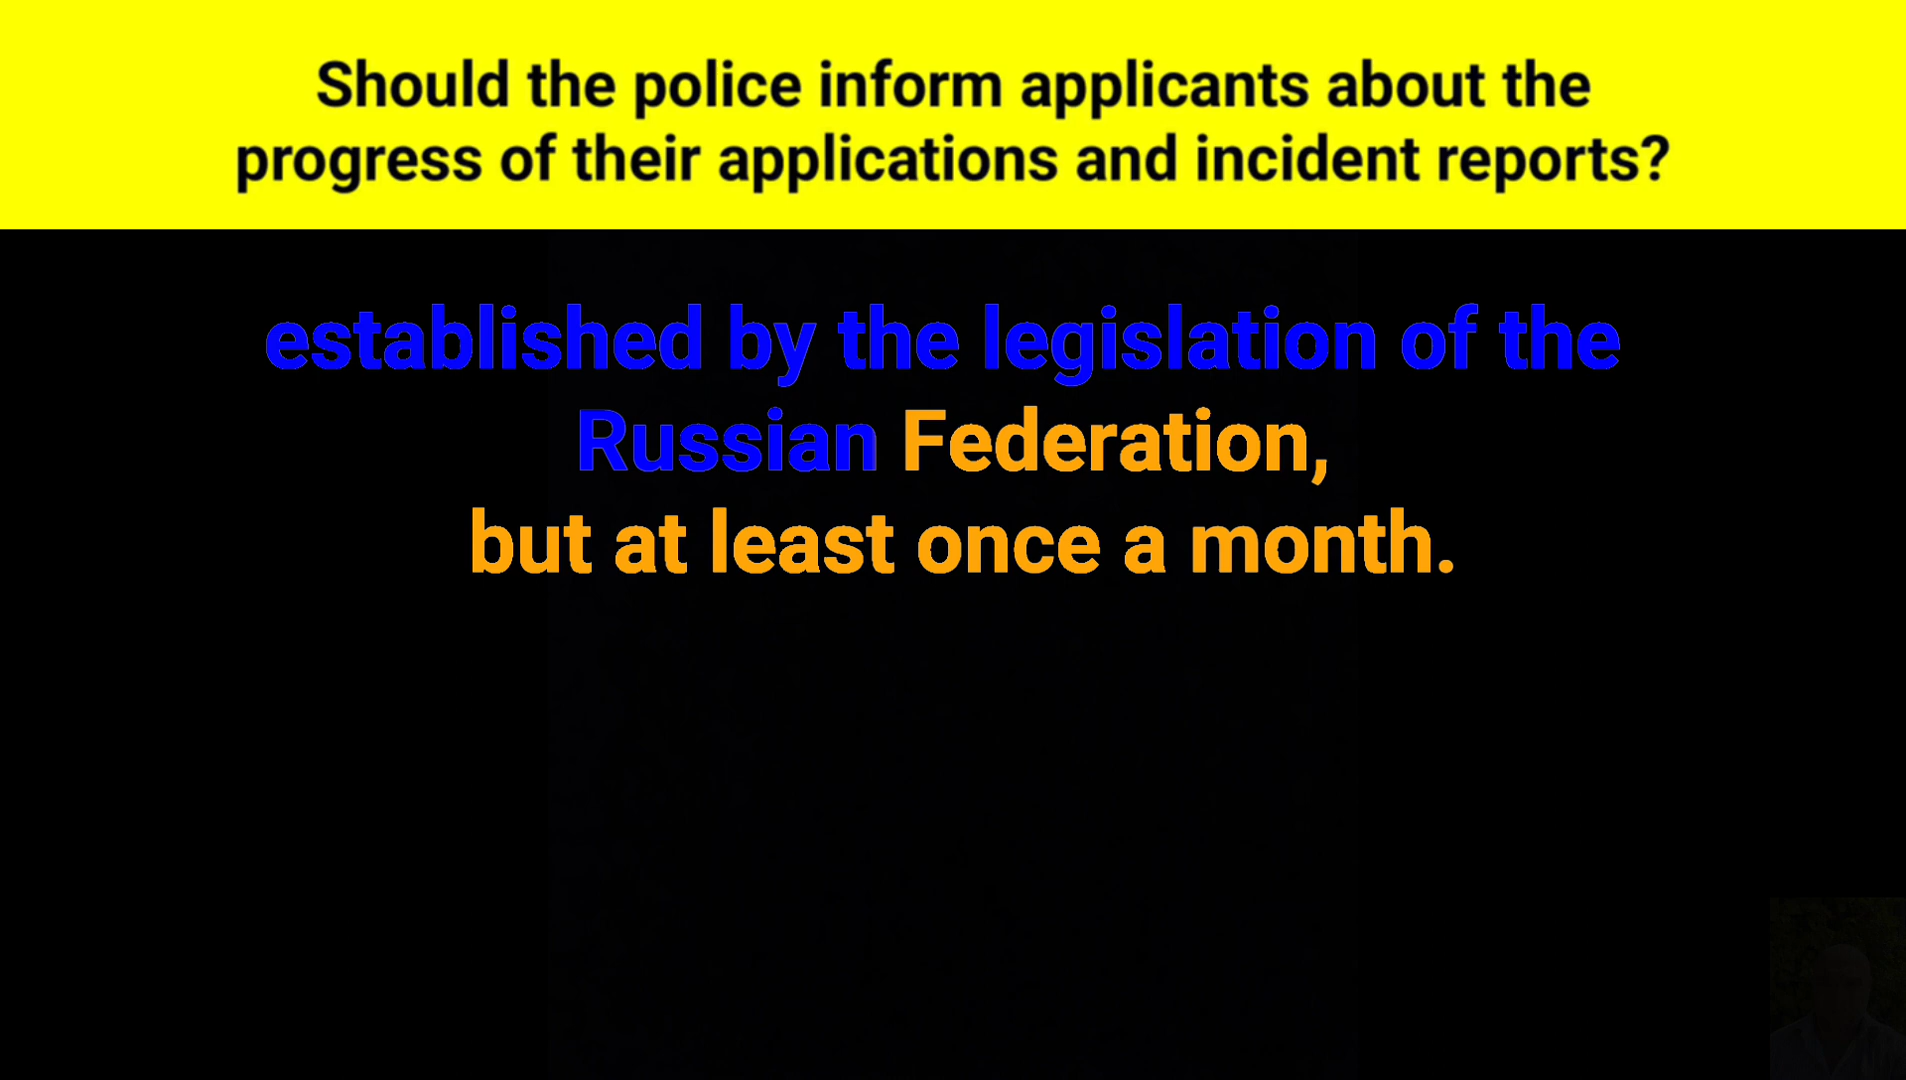 Should the police inform applicants about the
progress of their applications and incident reports?
established by the legislation of the
Russian Federation,
but at least once a month.